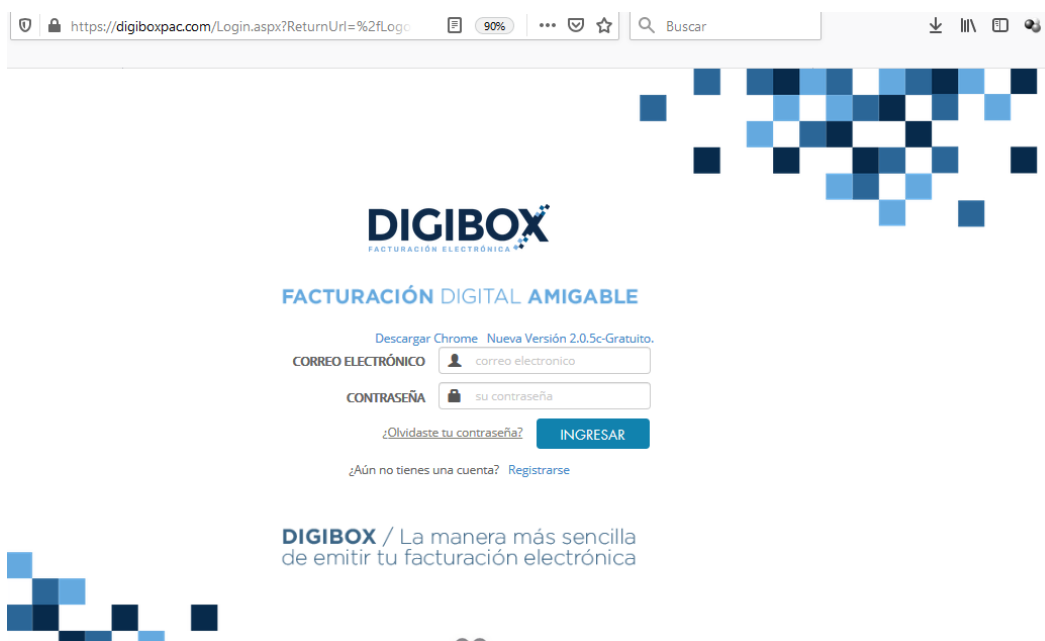 https://digiboxpac.com/Login.aspx?ReturnUrl=%2fLogo
90%
Buscar
DIGIBOX
FACTURACIÓN ELECTRÓNICA
FACTURACIÓN DIGITAL AMIGABLE
Descargar Chrome Nueva Versión 2.0.5c-Gratuito.
CORREO ELECTRÓNICO correo electronico
CONTRASEÑA su contraseña
¿Olvidaste tu contraseña? INGRESAR
¿Aún no tienes una cuenta? Registrarse
DIGIBOX / La manera más sencilla
de emitir tu facturación electrónica